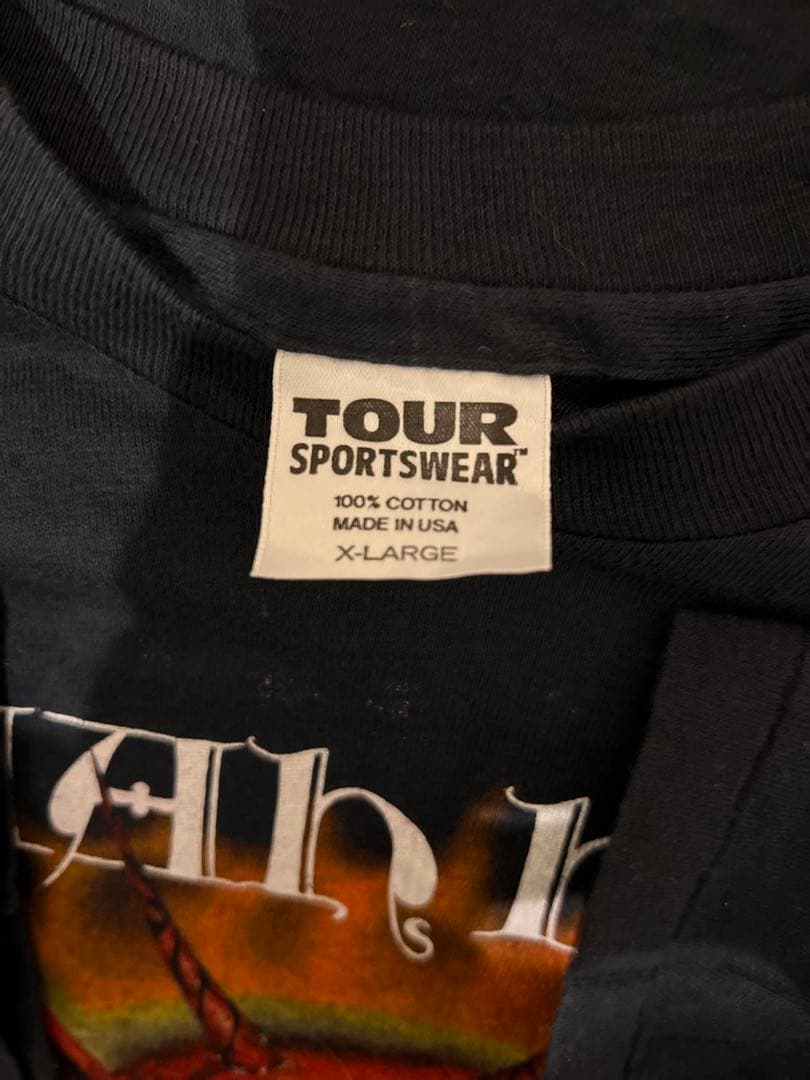 TOUR
SPORTSWEAR™
100% COTTON
MADE IN USA
X-LARGE